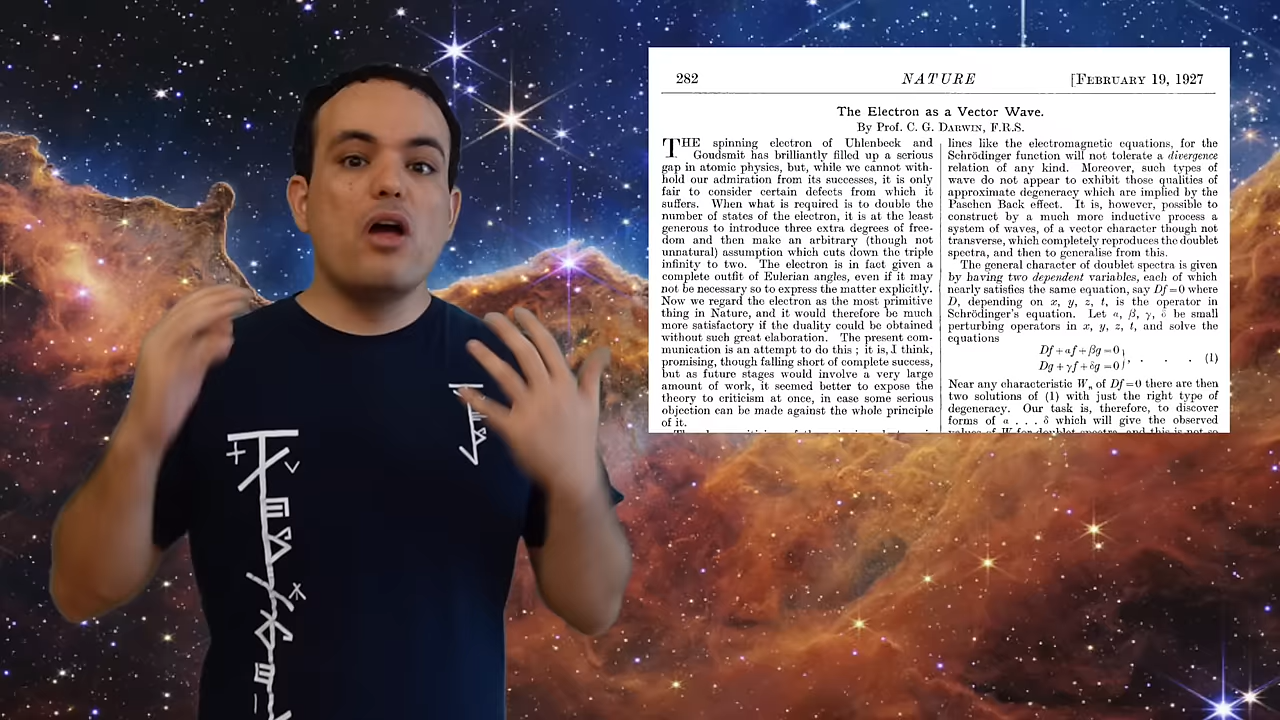 282 NATURE [FEBRUARY 19, 1927
The Electron as a Vector Wave.
By Prof. C. G. DARWIN, F.R.S.
THE spinning electron of Uhlenbeck and
Goudsmit has brilliantly filled up a serious
gap in atomic physics, but, while we cannot with-
hold our admiration from its successes, it is only
fair to consider certain defects from which it
suffers. When what is required is to double the
number of states of the electron, it is at the least
generous to introduce three extra degrees of free-
dom and then make an arbitrary (though not
unnatural) assumption which cuts down the triple
infinity to two. The electron is in fact given a
complete outfit of Eulerian angles, even if it may
not be necessary so to express the matter explicitly.
Now we regard the electron as the most primitive
thing in Nature, and it would therefore be much
more satisfactory if the duality could be obtained
without such great elaboration. The present com-
munication is an attempt to do this; it is, I think,
promising, though falling short of complete success,
but as future stages would involve a very large
amount of work, it seemed better to expose the
theory to criticism at once, in case some serious
objection can be made against the whole principle
of it.
lines like the electromagnetic equations, for the
Schrödinger function will not tolerate a divergence
relation of any kind. Moreover, such types of
wave do not appear to exhibit those qualities of
approximate degeneracy which are implied by the
Paschen Back effect. It is, however, possible to
construct by a much more inductive process a
system of waves, of a vector character though not
transverse, which completely reproduces the doublet
spectra, and then to generalise from this.
The general character of doublet spectra is given
by having two dependent variables, each of which
nearly satisfies the same equation, say Df=0 where
D, depending on x, y, z, t, is the operator in
Schrödinger's equation. Let α, β, γ, δ be small
perturbing operators in x, y, z, t, and solve the
equations
Df+αf+βg=0
Dg+γf+δg=0}, . . . (1)
Near any characteristic Wn of Df=0 there are then
two solutions of (1) with just the right type of
degeneracy. Our task is, therefore, to discover
forms of α . . . δ which will give the observed